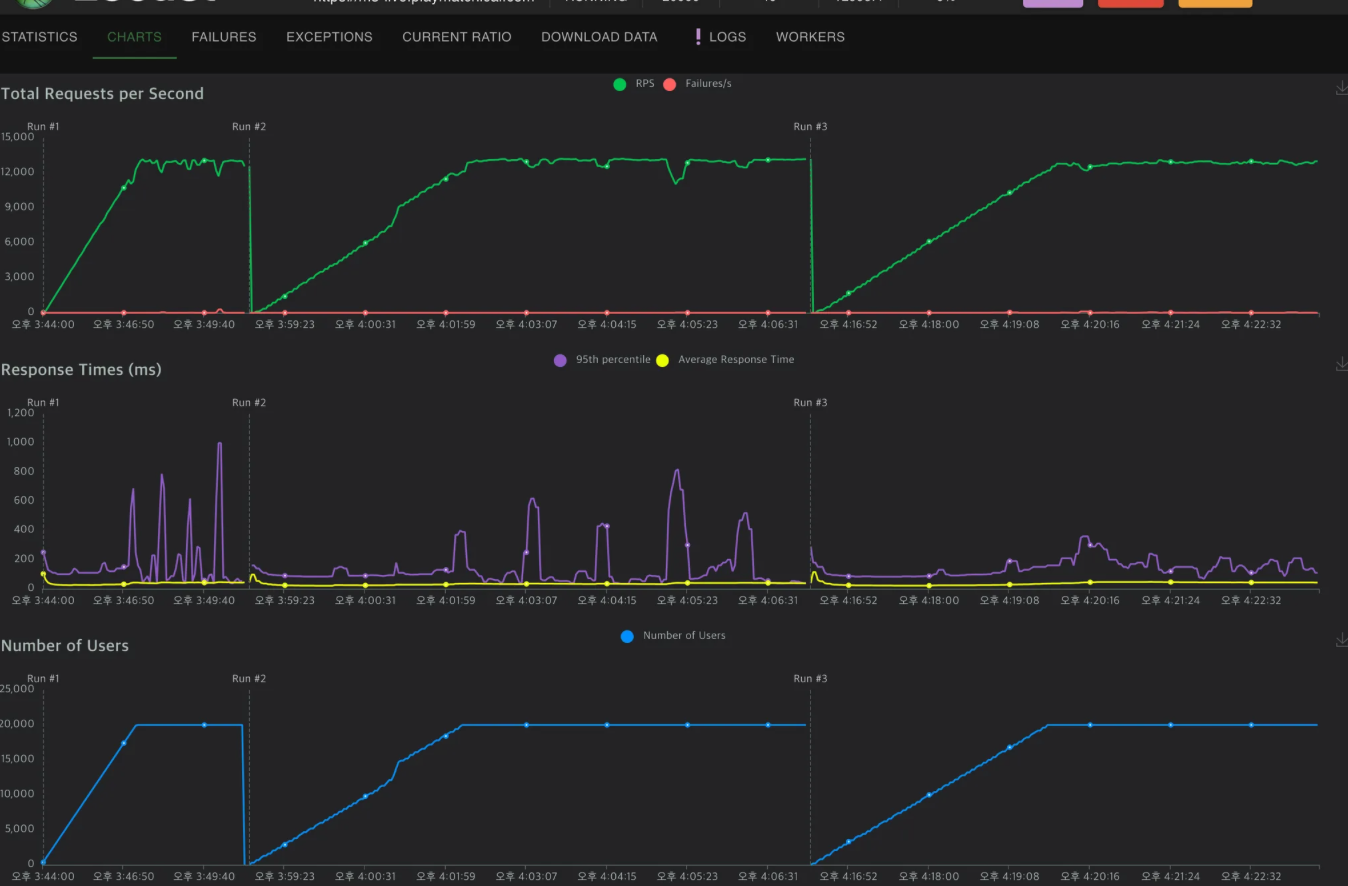 RUNNING
STATISTICS CHARTS FAILURES EXCEPTIONS CURRENT RATIO DOWNLOAD DATA LOGS WORKERS
RPS Failures/s
Total Requests per Second
Run #1 Run #2 Run #3
15,000
12,000
9,000
6,000
3,000
0
오후 3:44:00 오후 3:46:50 오후 3:49:40 오후 3:59:23 오후 4:00:31 오후 4:01:59 오후 4:03:07 오후 4:04:15 오후 4:05:23 오후 4:06:31 오후 4:16:52 오후 4:18:00 오후 4:19:08 오후 4:20:16 오후 4:21:24 오후 4:22:32
95th percentile Average Response Time
Response Times (ms)
Run #1 Run #2 Run #3
1,200
1,000
800
600
400
200
0
오후 3:44:00 오후 3:46:50 오후 3:49:40 오후 3:59:23 오후 4:00:31 오후 4:01:59 오후 4:03:07 오후 4:04:15 오후 4:05:23 오후 4:06:31 오후 4:16:52 오후 4:18:00 오후 4:19:08 오후 4:20:16 오후 4:21:24 오후 4:22:32
Number of Users
Number of Users
Run #1 Run #2 Run #3
25,000
20,000
15,000
10,000
5,000
0
오후 3:44:00 오후 3:46:50 오후 3:49:40 오후 3:59:23 오후 4:00:31 오후 4:01:59 오후 4:03:07 오후 4:04:15 오후 4:05:23 오후 4:06:31 오후 4:16:52 오후 4:18:00 오후 4:19:08 오후 4:20:16 오후 4:21:24 오후 4:22:32